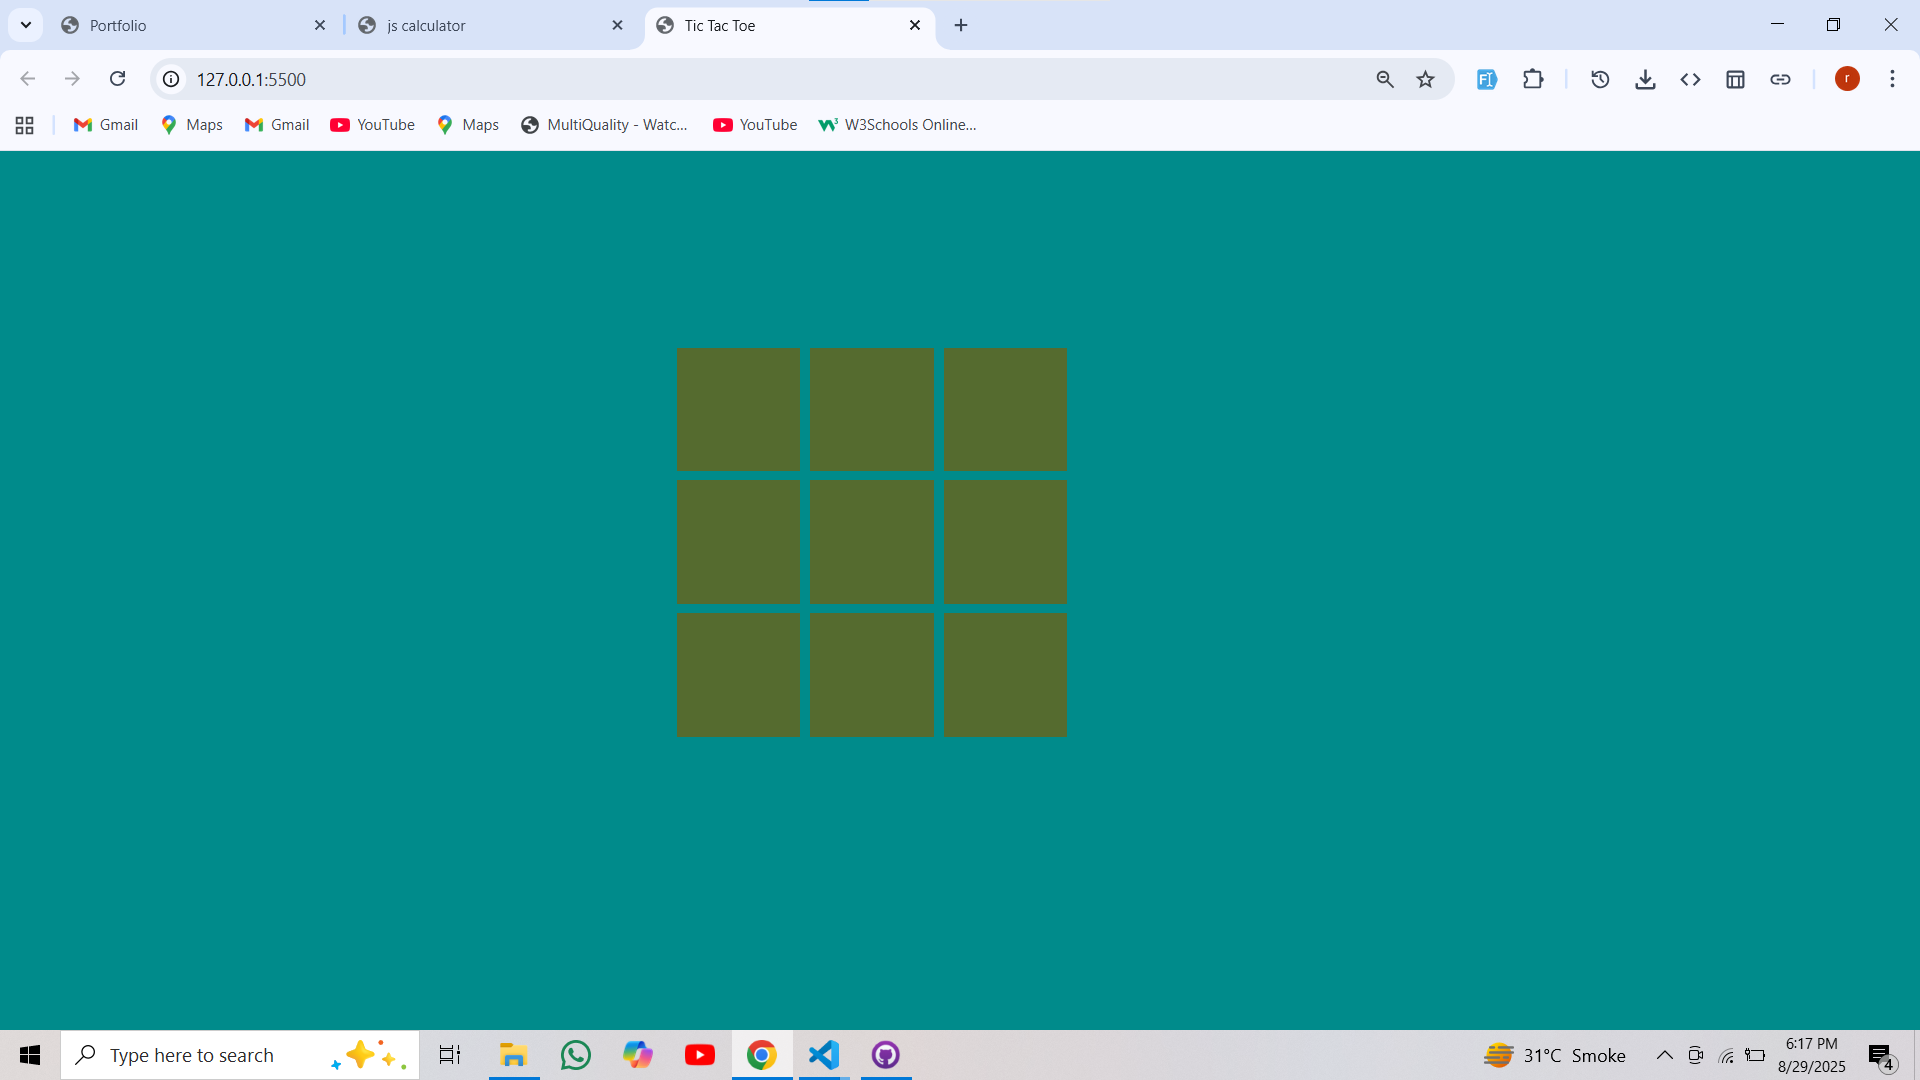 Portfolio
js calculator
Tic Tac Toe
127.0.0.1:5500
r
Gmail
Maps
Gmail
YouTube
Maps
MultiQuality - Watc...
YouTube
W3Schools Online...
Type here to search
31°C Smoke
6:17 PM
8/29/2025
4